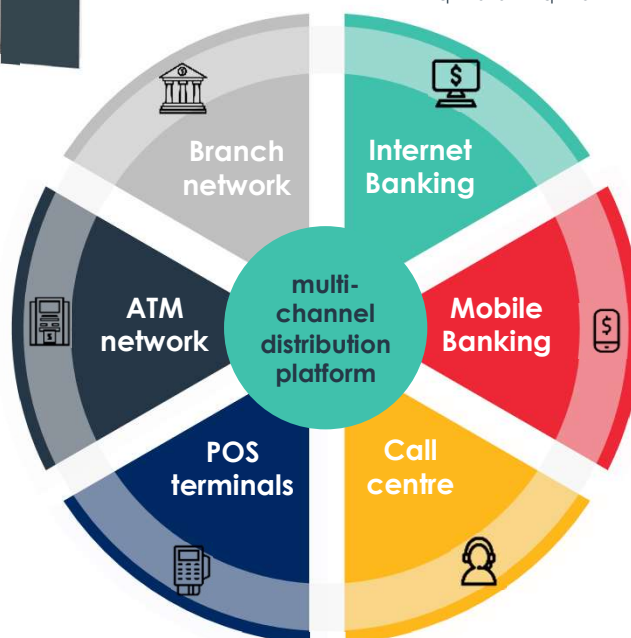 Branch
network
Internet
Banking
ATM
network
multi-
channel
distribution
platform
Mobile
Banking
POS
terminals
Call
centre